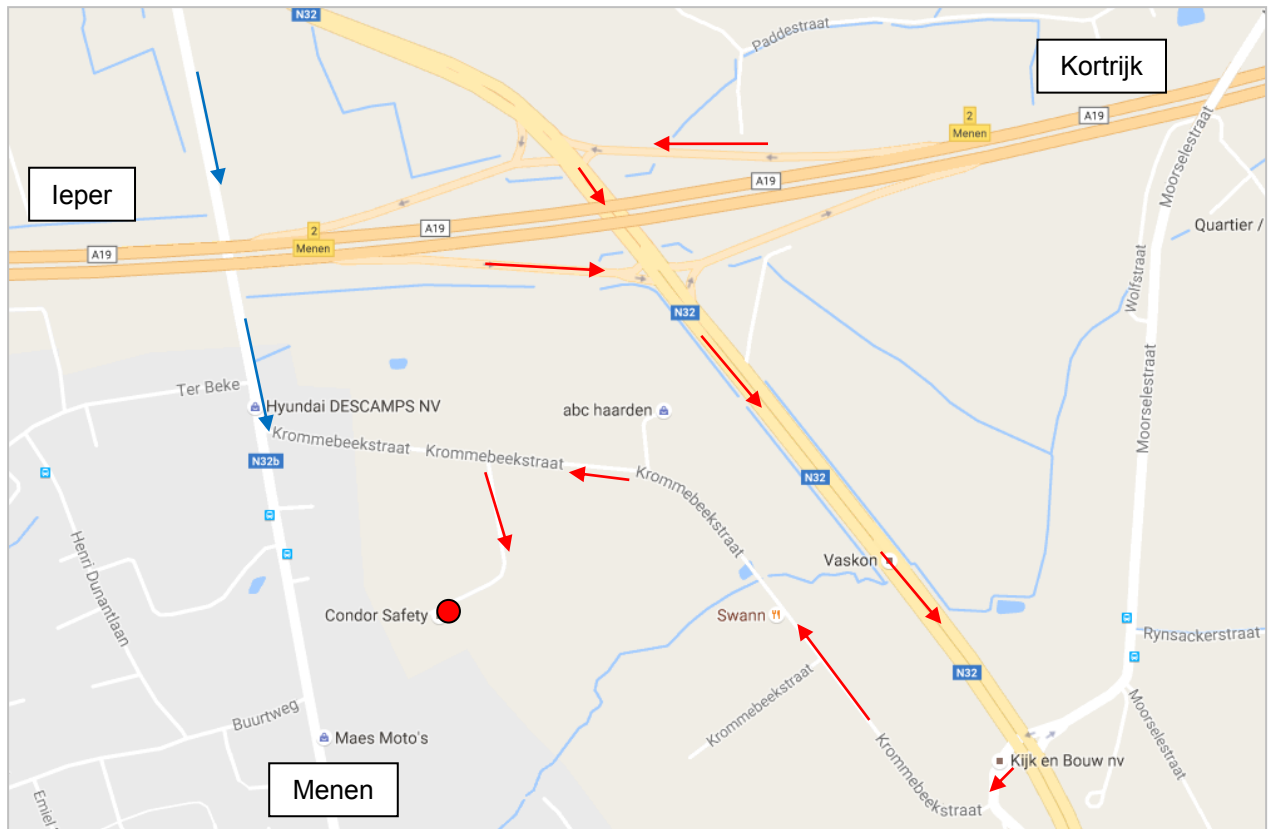 N32
Paddestraat
Kortrijk
2
Menen
A19
Moorselestraat
A19
Ieper
2
Menen
A19
A19
Quartier /
Wolfstraat
N32
Moorselestraat
Ter Beke
Hyundai DESCAMPS NV
abc haarden
Krommebeekstraat
Krommebeekstraat
Krommebeekstraat
N32b
N32
Henri Dunantlaan
Vaskon
Condor Safety
Swann
Rynsackerstraat
N32
Krommebeekstraat
Moorselestraat
Buurtweg
Maes Moto's
Krommebeekstraat
Kijk en Bouw nv
Menen
Emiel